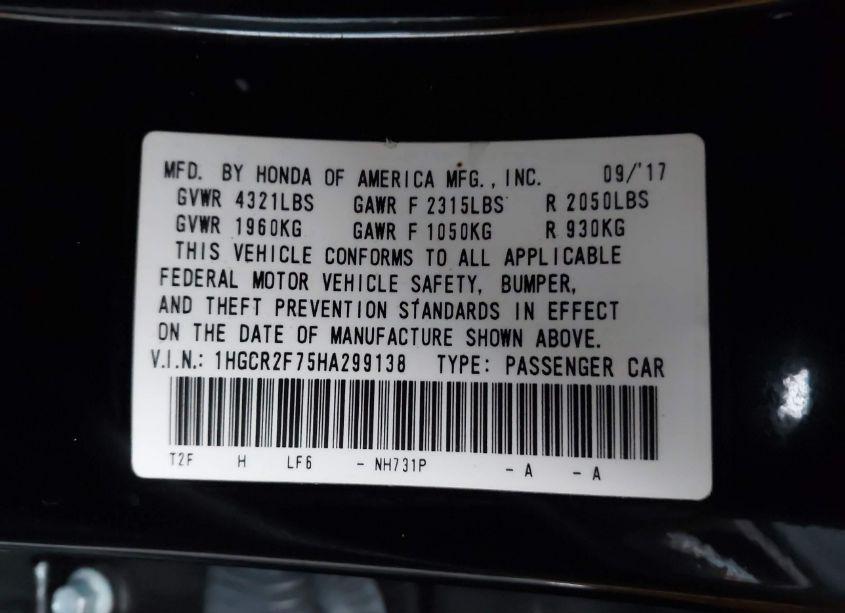 MFD. BY HONDA OF AMERICA MFG., INC. 09/'17
GVWR 4321LBS GAWR F 2315LBS R 2050LBS
GVWR 1960KG GAWR F 1050KG R 930KG
THIS VEHICLE CONFORMS TO ALL APPLICABLE
FEDERAL MOTOR VEHICLE SAFETY, BUMPER,
AND THEFT PREVENTION STANDARDS IN EFFECT
ON THE DATE OF MANUFACTURE SHOWN ABOVE.
V.I.N.: 1HGCR2F75HA299138 TYPE: PASSENGER CAR
T2F H LF6 - NH731P - A - A